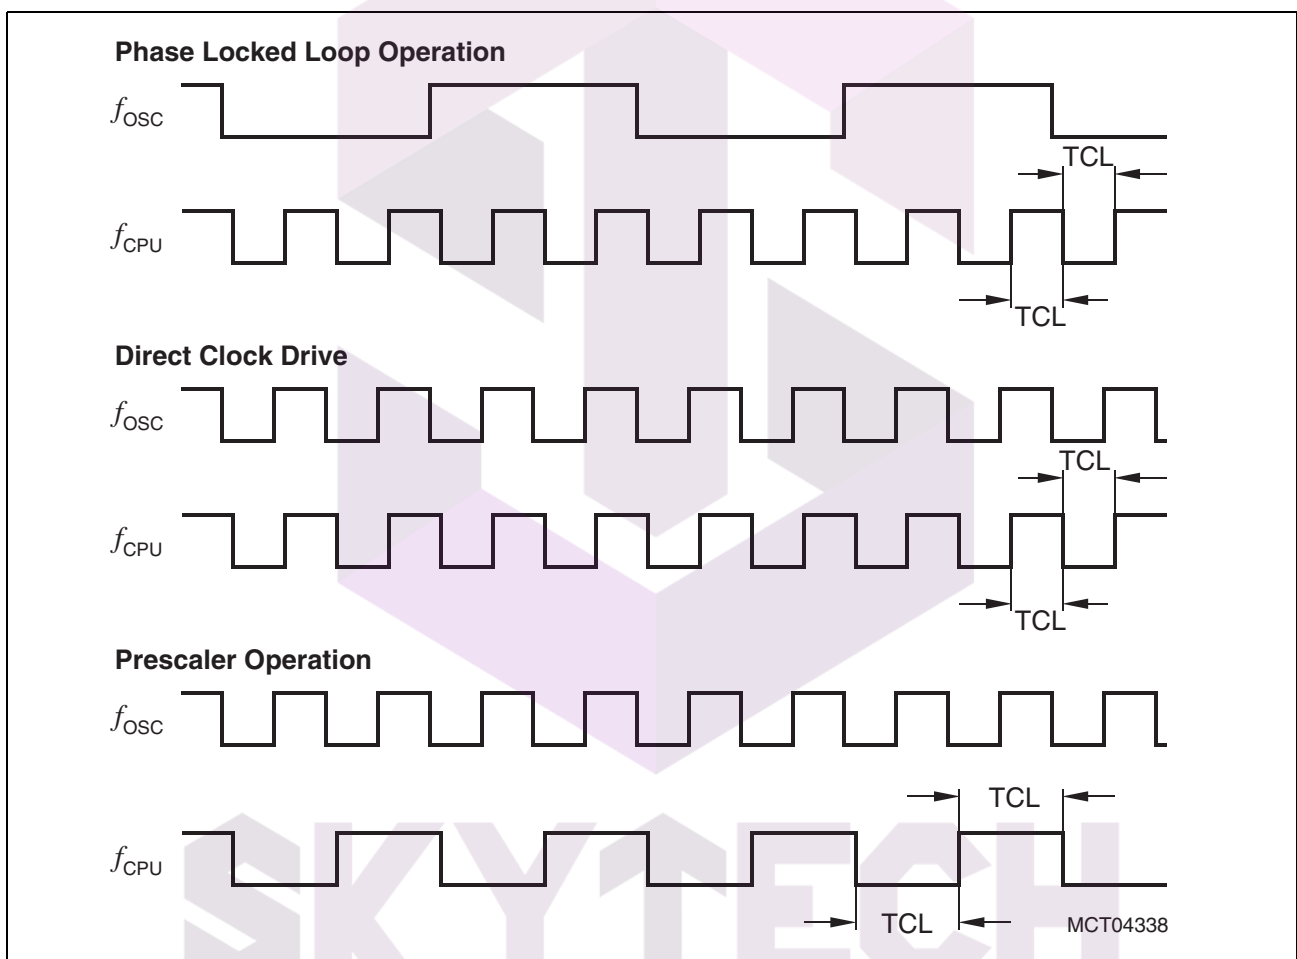 Phase Locked Loop Operation
fOSC
TCL
fCPU
TCL
Direct Clock Drive
fOSC
TCL
fCPU
TCL
Prescaler Operation
fOSC
TCL
fCPU
TCL
MCT04338
SKYTECH